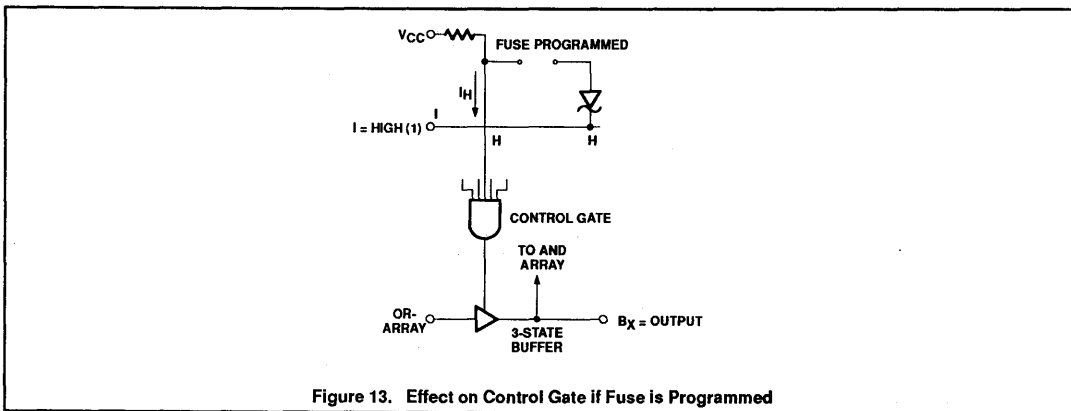 VCC
FUSE PROGRAMMED
IH
I
I = HIGH (1)
H
H
CONTROL GATE
TO AND
ARRAY
OR-
ARRAY
3-STATE
BUFFER
BX = OUTPUT
Figure 13. Effect on Control Gate if Fuse is Programmed